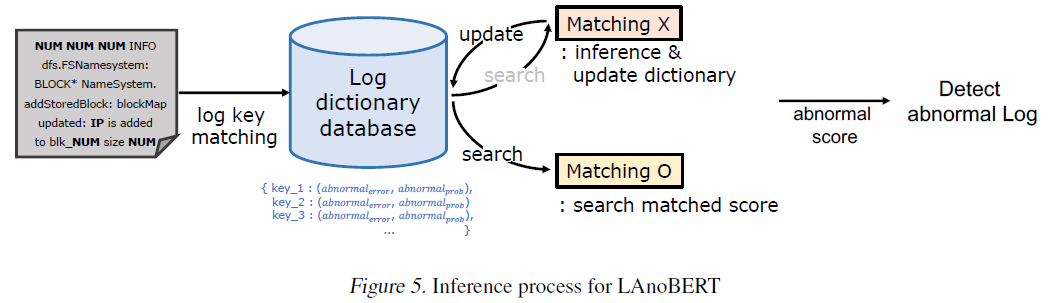 NUM NUM NUM INFO
dfs.FSNamesystem:
BLOCK* NameSystem.
addStoredBlock: blockMap
updated: IP is added
to blk_NUM size NUM
log key
matching
Log
dictionary
database
{ key_1 : (abnormal_error, abnormal_prob),
key_2 : (abnormal_error, abnormal_prob)
key_3 : (abnormal_error, abnormal_prob),
... }
update
search
search
Matching X
: inference &
update dictionary
Matching O
: search matched score
abnormal
score
Detect
abnormal Log
Figure 5. Inference process for LAnoBERT